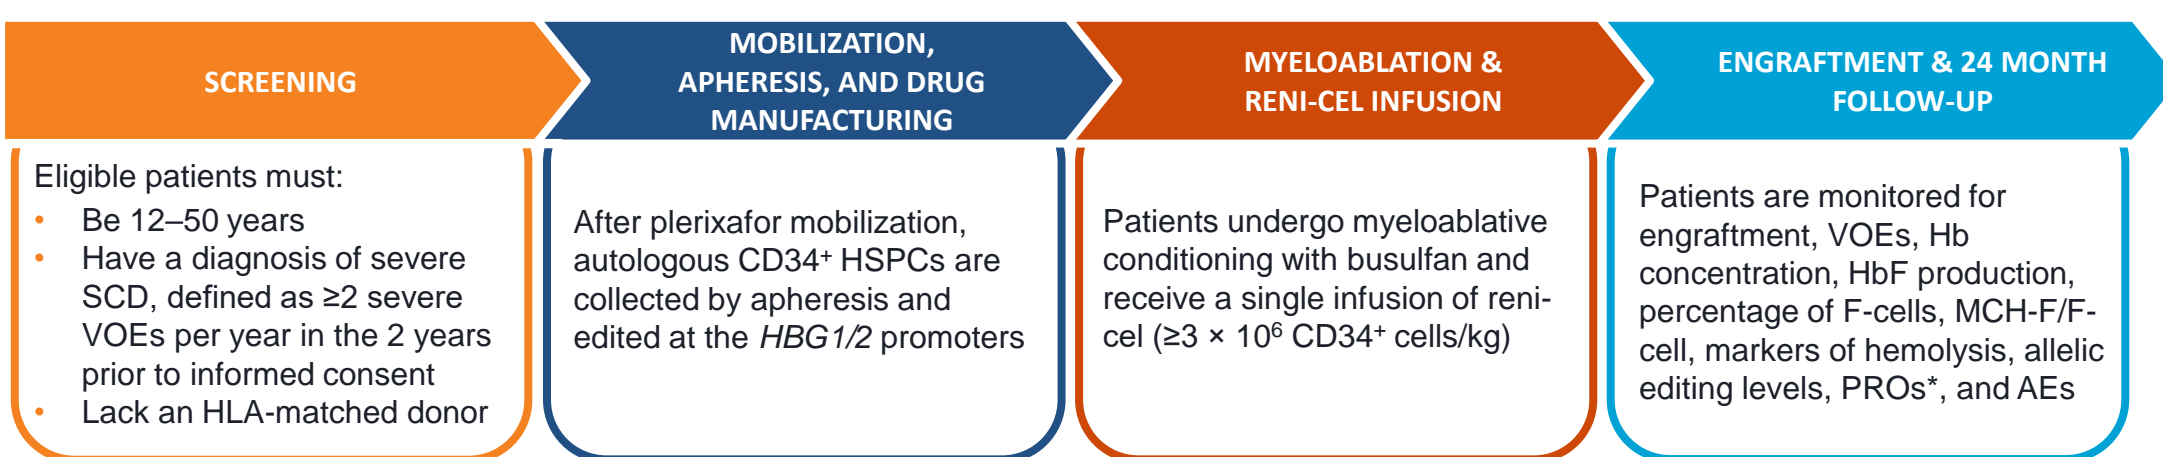 SCREENING
Eligible patients must:
• Be 12–50 years
• Have a diagnosis of severe
SCD, defined as ≥2 severe
VOEs per year in the 2 years
prior to informed consent
• Lack an HLA-matched donor
MOBILIZATION,
APHERESIS, AND DRUG
MANUFACTURING
After plerixafor mobilization,
autologous CD34⁺ HSPCs are
collected by apheresis and
edited at the HBG1/2 promoters
MYELOABLATION &
RENI-CEL INFUSION
Patients undergo myeloablative
conditioning with busulfan and
receive a single infusion of reni-
cel (≥3 × 10⁶ CD34⁺ cells/kg)
ENGRAFTMENT & 24 MONTH
FOLLOW-UP
Patients are monitored for
engraftment, VOEs, Hb
concentration, HbF production,
percentage of F-cells, MCH-F/F-
cell, markers of hemolysis, allelic
editing levels, PROs*, and AEs